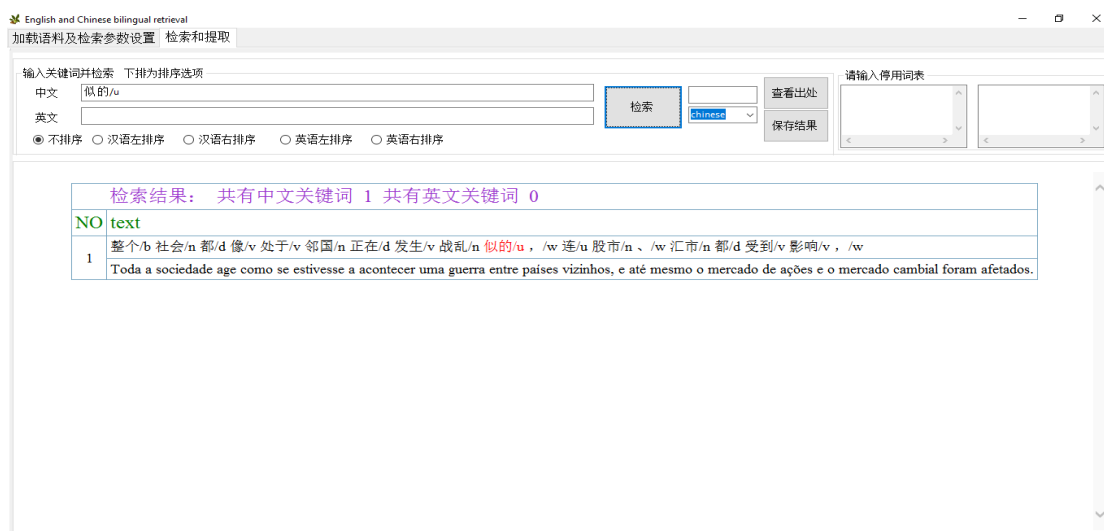 English and Chinese bilingual retrieval
加载语料及检索参数设置 检索和提取
输入关键词并检索 下排为排序选项
中文 似的/u
英文
检索
chinese
查看出处
保存结果
不排序 汉语左排序 汉语右排序 英语左排序 英语右排序
请输入停用词表
检索结果： 共有中文关键词 1 共有英文关键词 0
NO text
1
整个/b 社会/n 都/d 像/v 处于/v 邻国/n 正在/d 发生/v 战乱/n 似的/u ，/w 连/u 股市/n 、/w 汇市/n 都/d 受到/v 影响/v ，/w
Toda a sociedade age como se estivesse a acontecer uma guerra entre países vizinhos, e até mesmo o mercado de ações e o mercado cambial foram afetados.